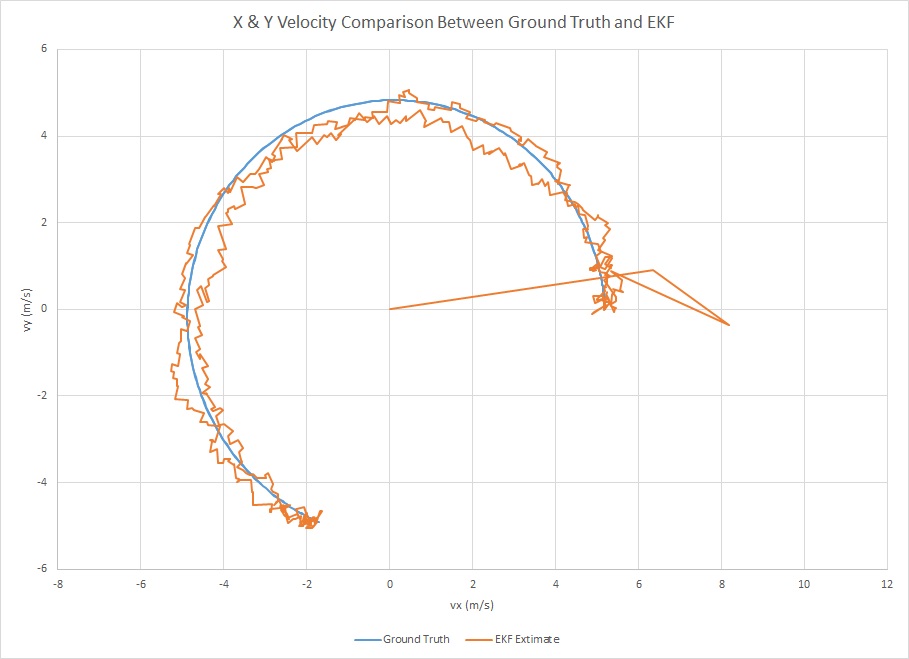 X & Y Velocity Comparison Between Ground Truth and EKF
6
4
2
0
-2
-4
-6
vy (m/s)
-8 -6 -4 -2 0 2 4 6 8 10 12
vx (m/s)
Ground Truth EKF Extimate